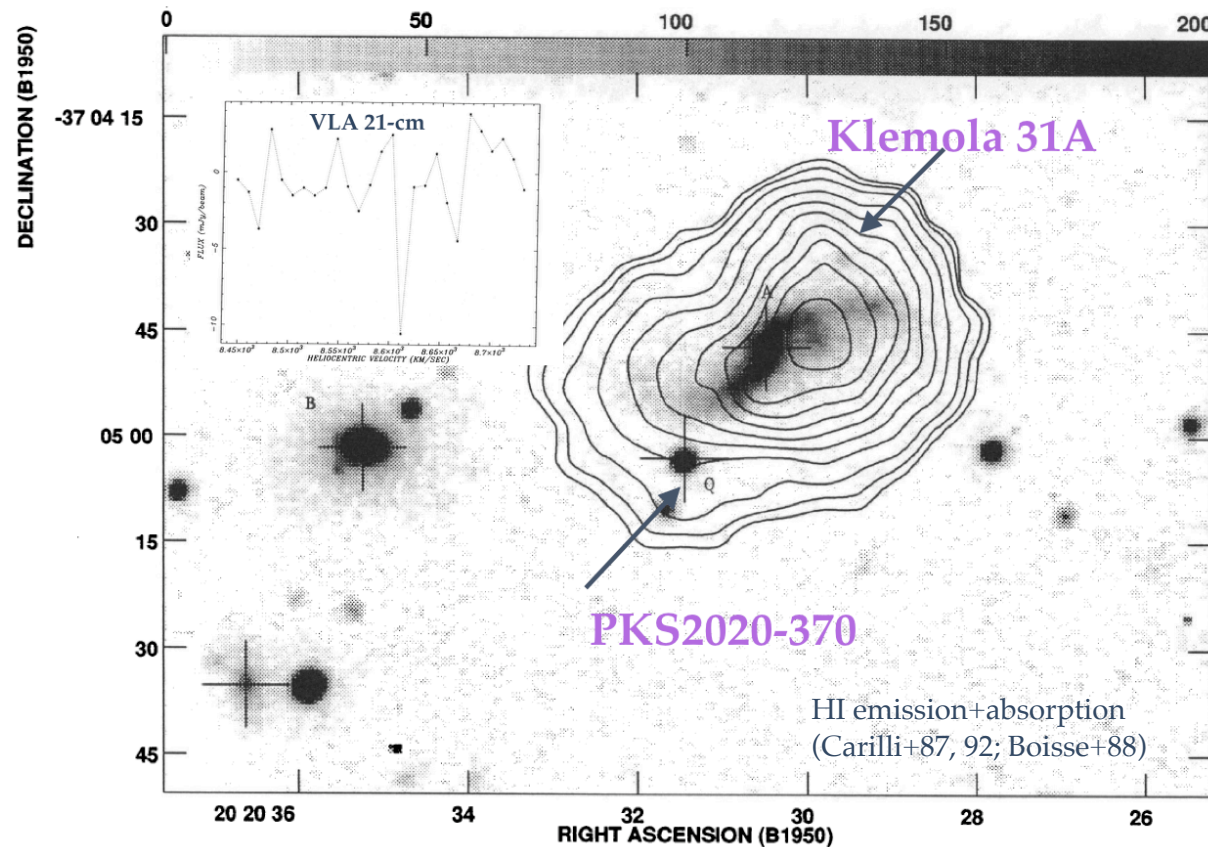 0 50 100 150 200
DECLINATION (B1950)
-37 04 15
30
45
05 00
15
30
45
VLA 21-cm
FLUX (mJy/beam)
0
-5
-10
8.45×10³ 8.5×10³ 8.55×10³ 8.6×10³ 8.65×10³ 8.7×10³
HELIOCENTRIC VELOCITY (KM/SEC)
Klemola 31A
A
B
Q
PKS2020-370
HI emission+absorption
(Carilli+87, 92; Boisse+88)
20 20 36 34 32 30 28 26
RIGHT ASCENSION (B1950)